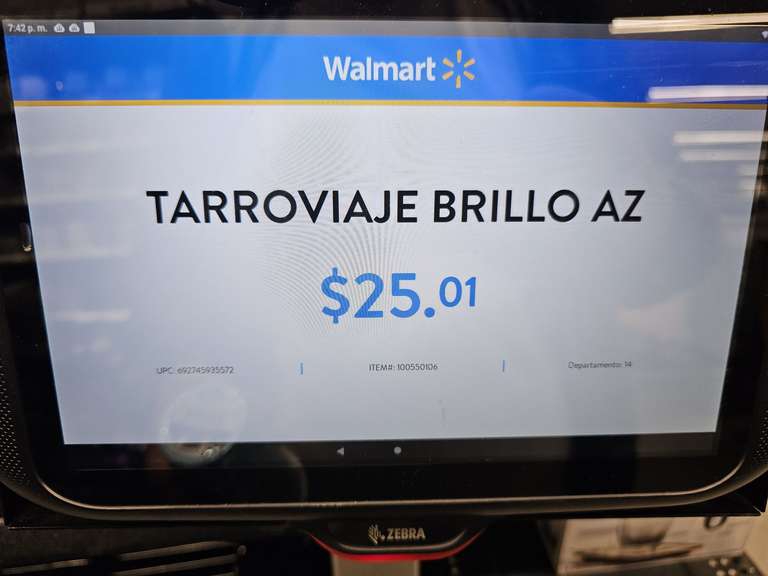 7:42 p. m.
Walmart
TARROVIAJE BRILLO AZ
$25.01
UPC: 692745935572
ITEM#: 100550106
Departamento: 14
ZEBRA